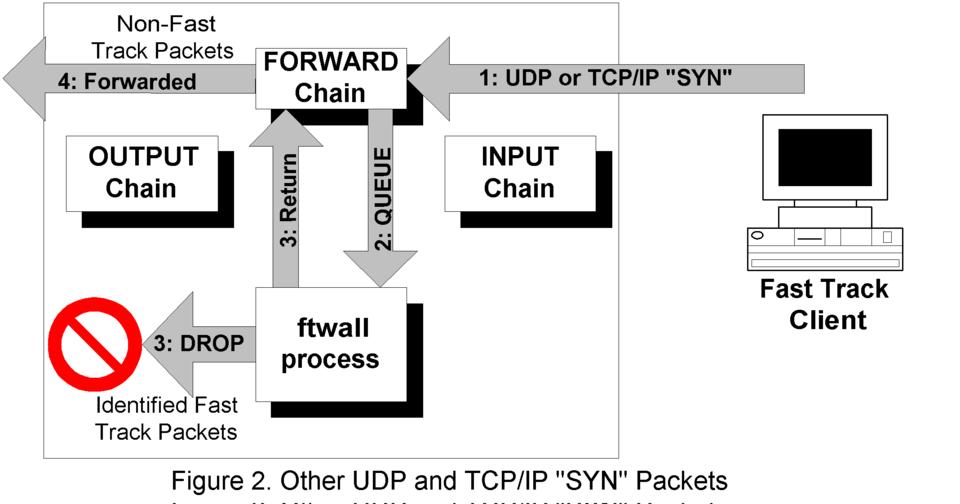 Non-Fast
Track Packets
FORWARD
Chain
4: Forwarded
1: UDP or TCP/IP "SYN"
OUTPUT
Chain
3: Return
2: QUEUE
INPUT
Chain
Fast Track
Client
ftwall
process
3: DROP
Identified Fast
Track Packets
Figure 2. Other UDP and TCP/IP "SYN" Packets